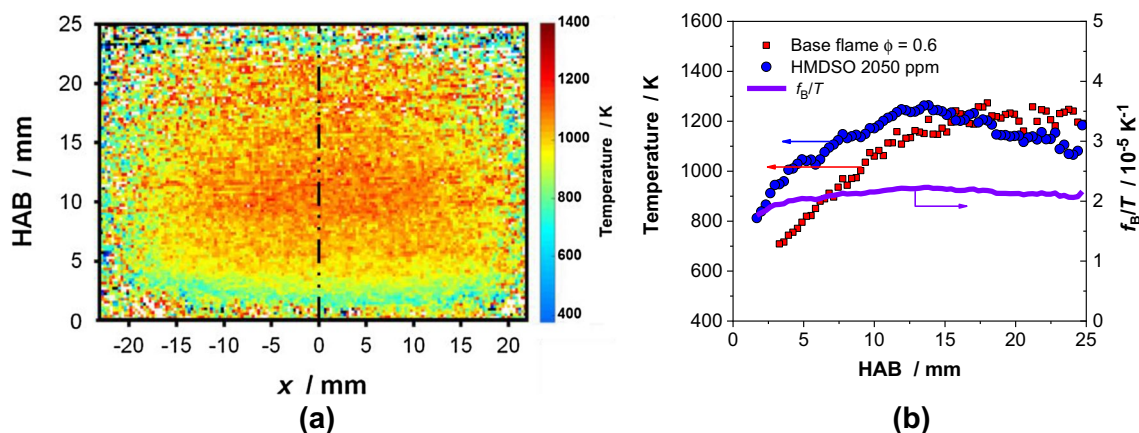 25
20
15
10
5
0
HAB / mm
-20 -15 -10 -5 0 5 10 15 20
x / mm
1400
1200
1000
800
600
400
Temperature / K
(a)
1600
1400
1200
1000
800
600
400
Temperature / K
Base flame ϕ = 0.6
HMDSO 2050 ppm
fB/T
5
4
3
2
1
0
fB/T / 10-5 K-1
0 5 10 15 20 25
HAB / mm
(b)